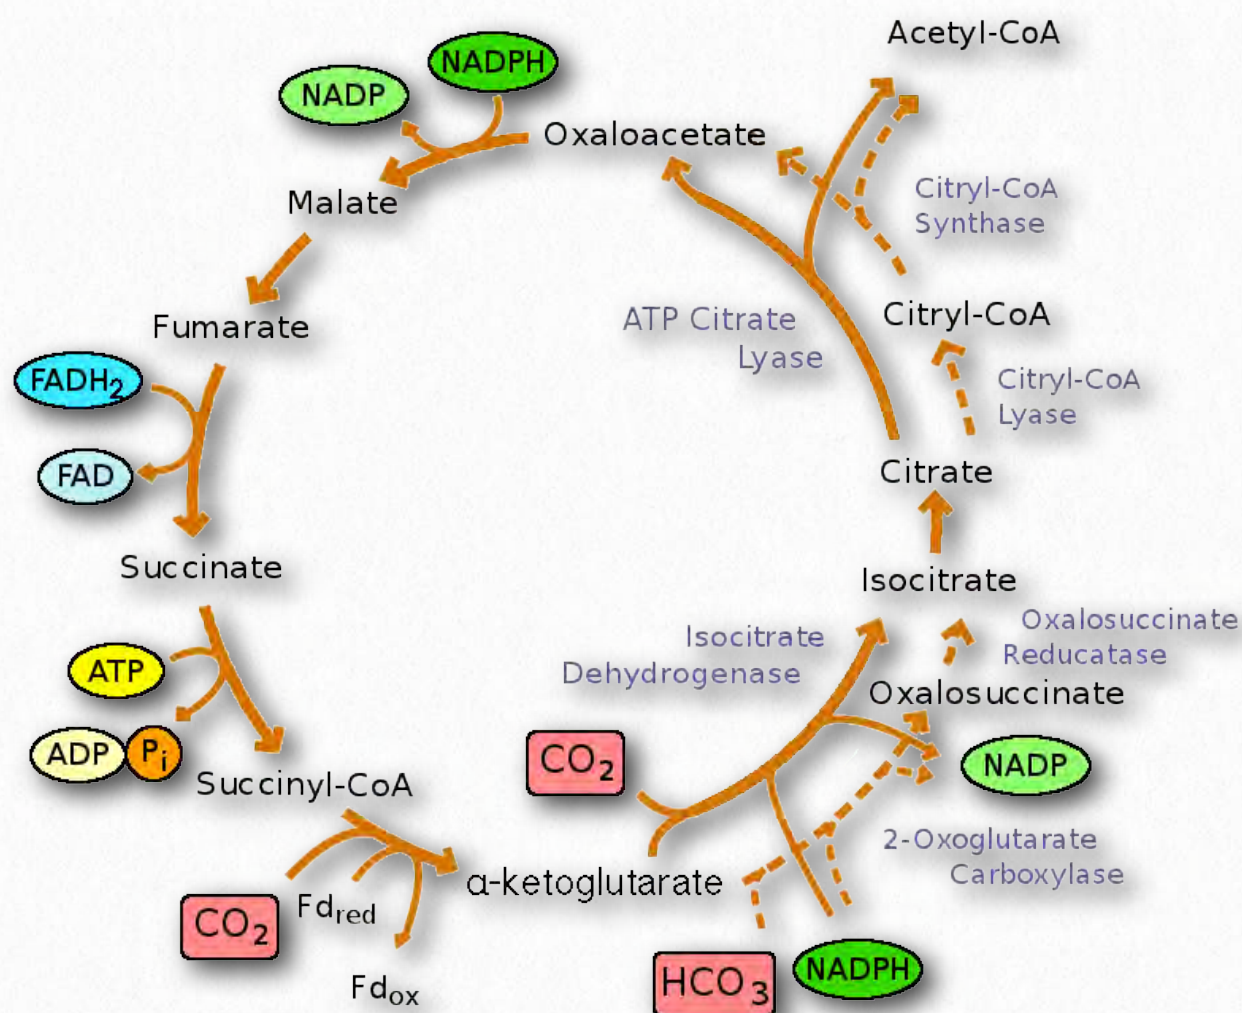 Acetyl-CoA
NADPH
NADP
Oxaloacetate
Malate
Citryl-CoA
Synthase
Fumarate
ATP Citrate
Lyase
Citryl-CoA
FADH₂
Citryl-CoA
Lyase
FAD
Citrate
Succinate
Isocitrate
Oxalosuccinate
Reducatase
Isocitrate
Dehydrogenase
ATP
Oxalosuccinate
ADP
Pi
CO₂
NADP
Succinyl-CoA
2-Oxoglutarate
Carboxylase
α-ketoglutarate
CO₂
Fdred
HCO₃
NADPH
Fdox